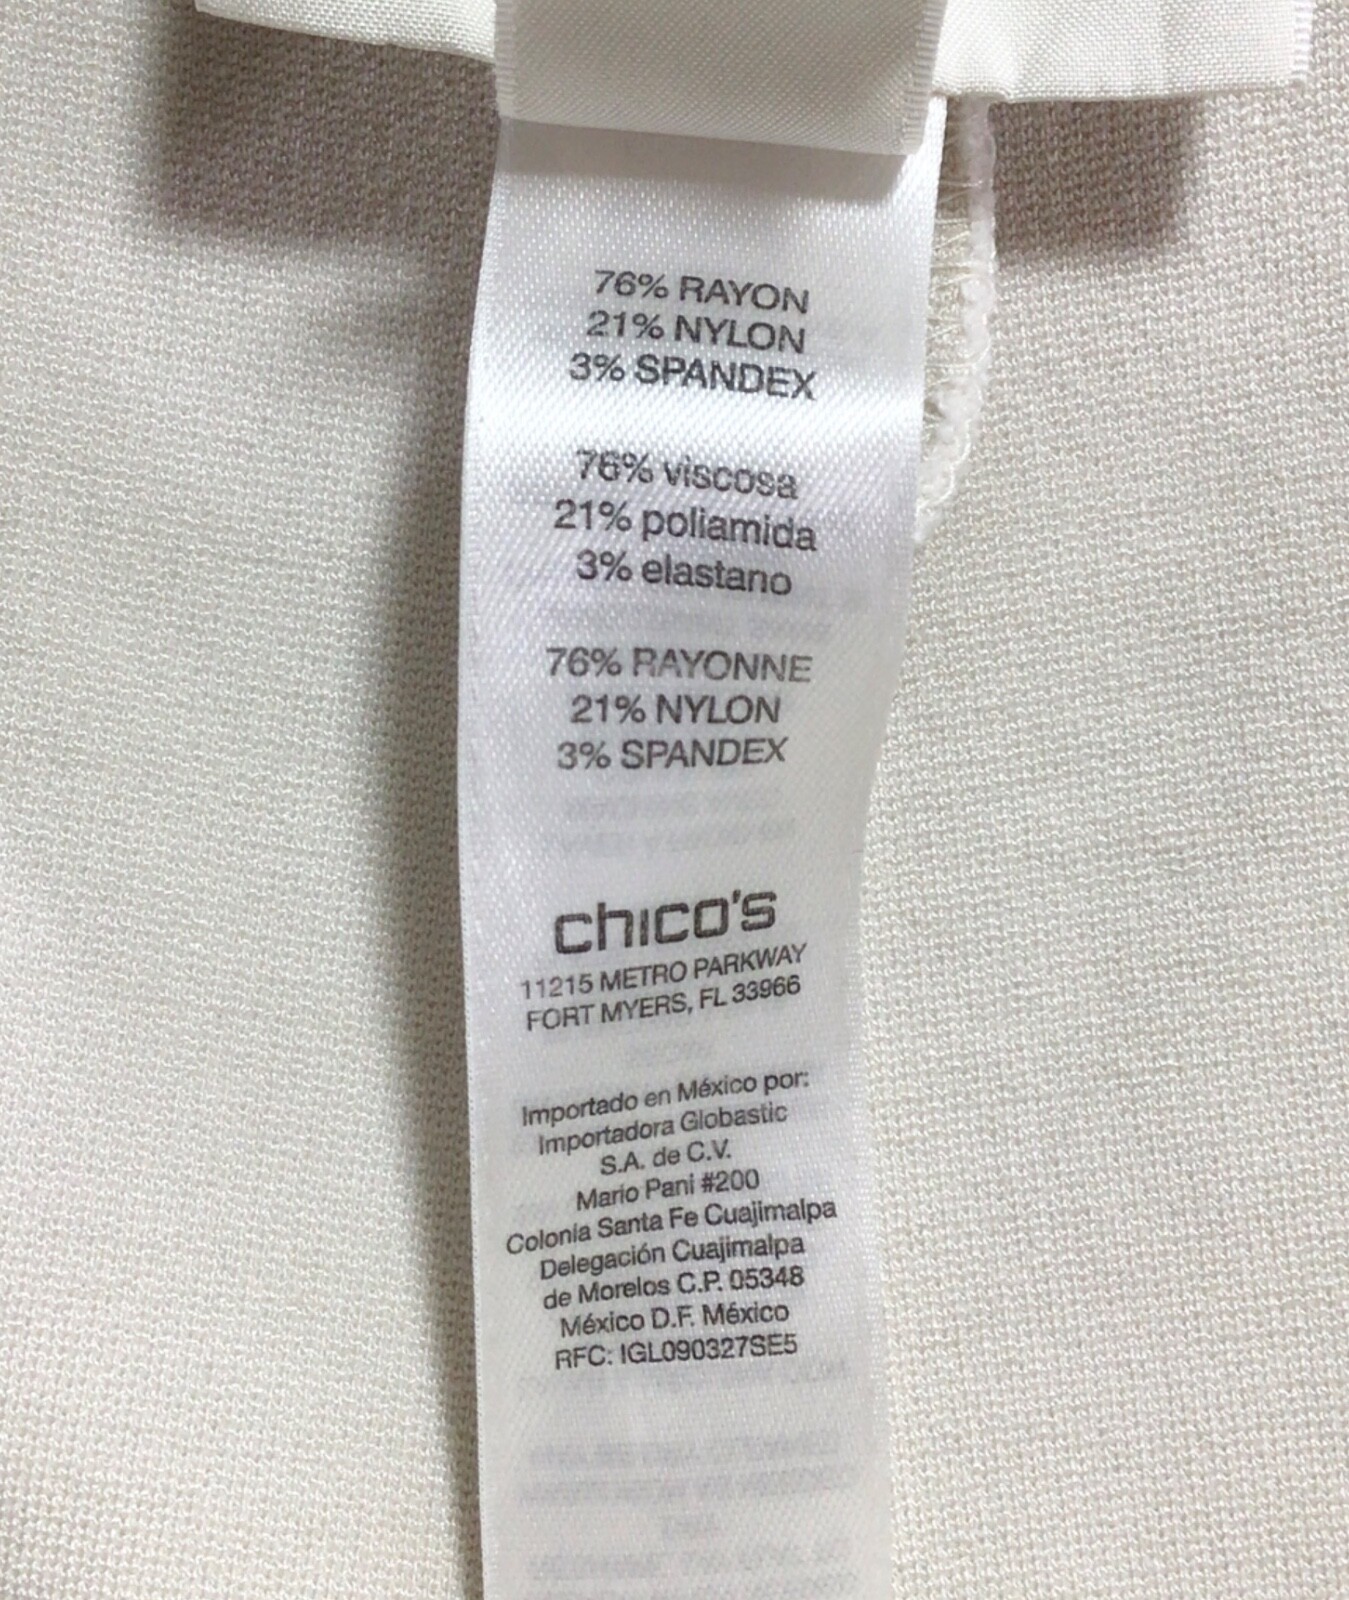 76% RAYON
21% NYLON
3% SPANDEX
76% viscosa
21% poliamida
3% elastano
76% RAYONNE
21% NYLON
3% SPANDEX
chico's
11215 METRO PARKWAY
FORT MYERS, FL 33966
Importado en México por:
Importadora Globastic
S.A. de C.V.
Mario Pani #200
Colonia Santa Fe Cuajimalpa
Delegación Cuajimalpa
de Morelos C.P. 05348
México D.F. México
RFC: IGL090327SE5